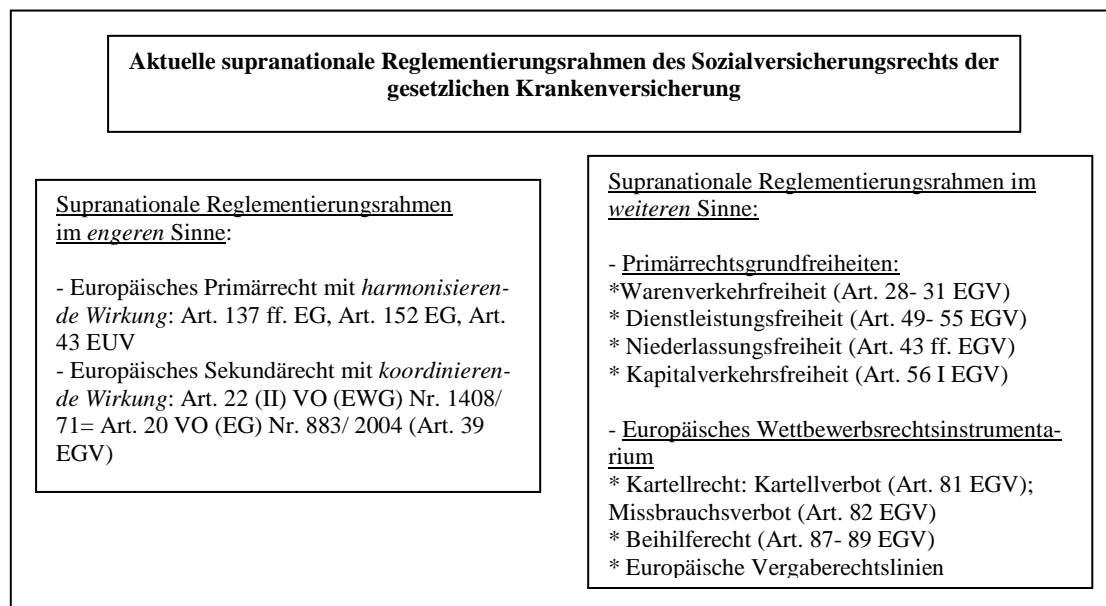 Aktuelle supranationale Reglementierungsrahmen des Sozialversicherungsrechts der
gesetzlichen Krankenversicherung
Supranationale Reglementierungsrahmen
im engeren Sinne:
- Europäisches Primärrecht mit harmonisieren-
de Wirkung: Art. 137 ff. EG, Art. 152 EG, Art.
43 EUV
- Europäisches Sekundärecht mit koordinieren-
de Wirkung: Art. 22 (II) VO (EWG) Nr. 1408/
71= Art. 20 VO (EG) Nr. 883/ 2004 (Art. 39
EGV)
Supranationale Reglementierungsrahmen im
weiteren Sinne:
- Primärrechtsgrundfreiheiten:
*Warenverkehrfreiheit (Art. 28- 31 EGV)
* Dienstleistungsfreiheit (Art. 49- 55 EGV)
* Niederlassungsfreiheit (Art. 43 ff. EGV)
* Kapitalverkehrsfreiheit (Art. 56 I EGV)
- Europäisches Wettbewerbsrechtsinstrumenta-
rium
* Kartellrecht: Kartellverbot (Art. 81 EGV);
Missbrauchsverbot (Art. 82 EGV)
* Beihilferecht (Art. 87- 89 EGV)
* Europäische Vergaberechtslinien